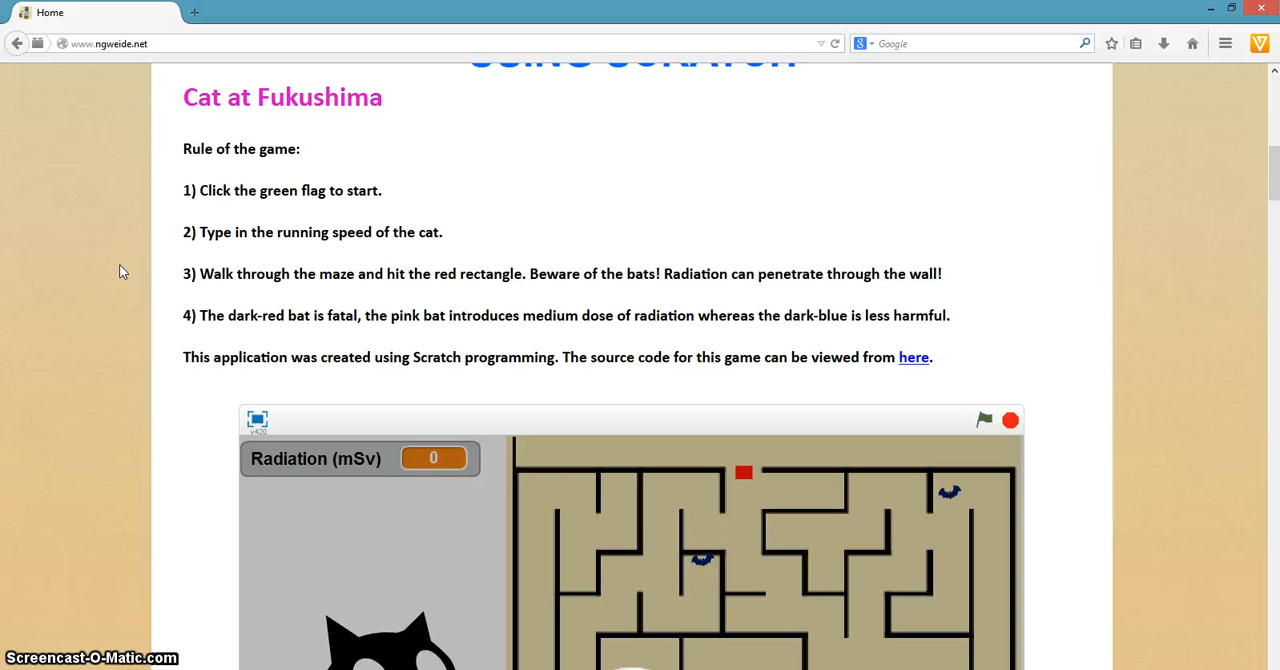 Home
www.ngweide.net
Google
USING SCRATCH
Cat at Fukushima
Rule of the game:
1) Click the green flag to start.
2) Type in the running speed of the cat.
3) Walk through the maze and hit the red rectangle. Beware of the bats! Radiation can penetrate through the wall!
4) The dark-red bat is fatal, the pink bat introduces medium dose of radiation whereas the dark-blue is less harmful.
This application was created using Scratch programming. The source code for this game can be viewed from here.
v420
Radiation (mSv) 0
Screencast-O-Matic.com